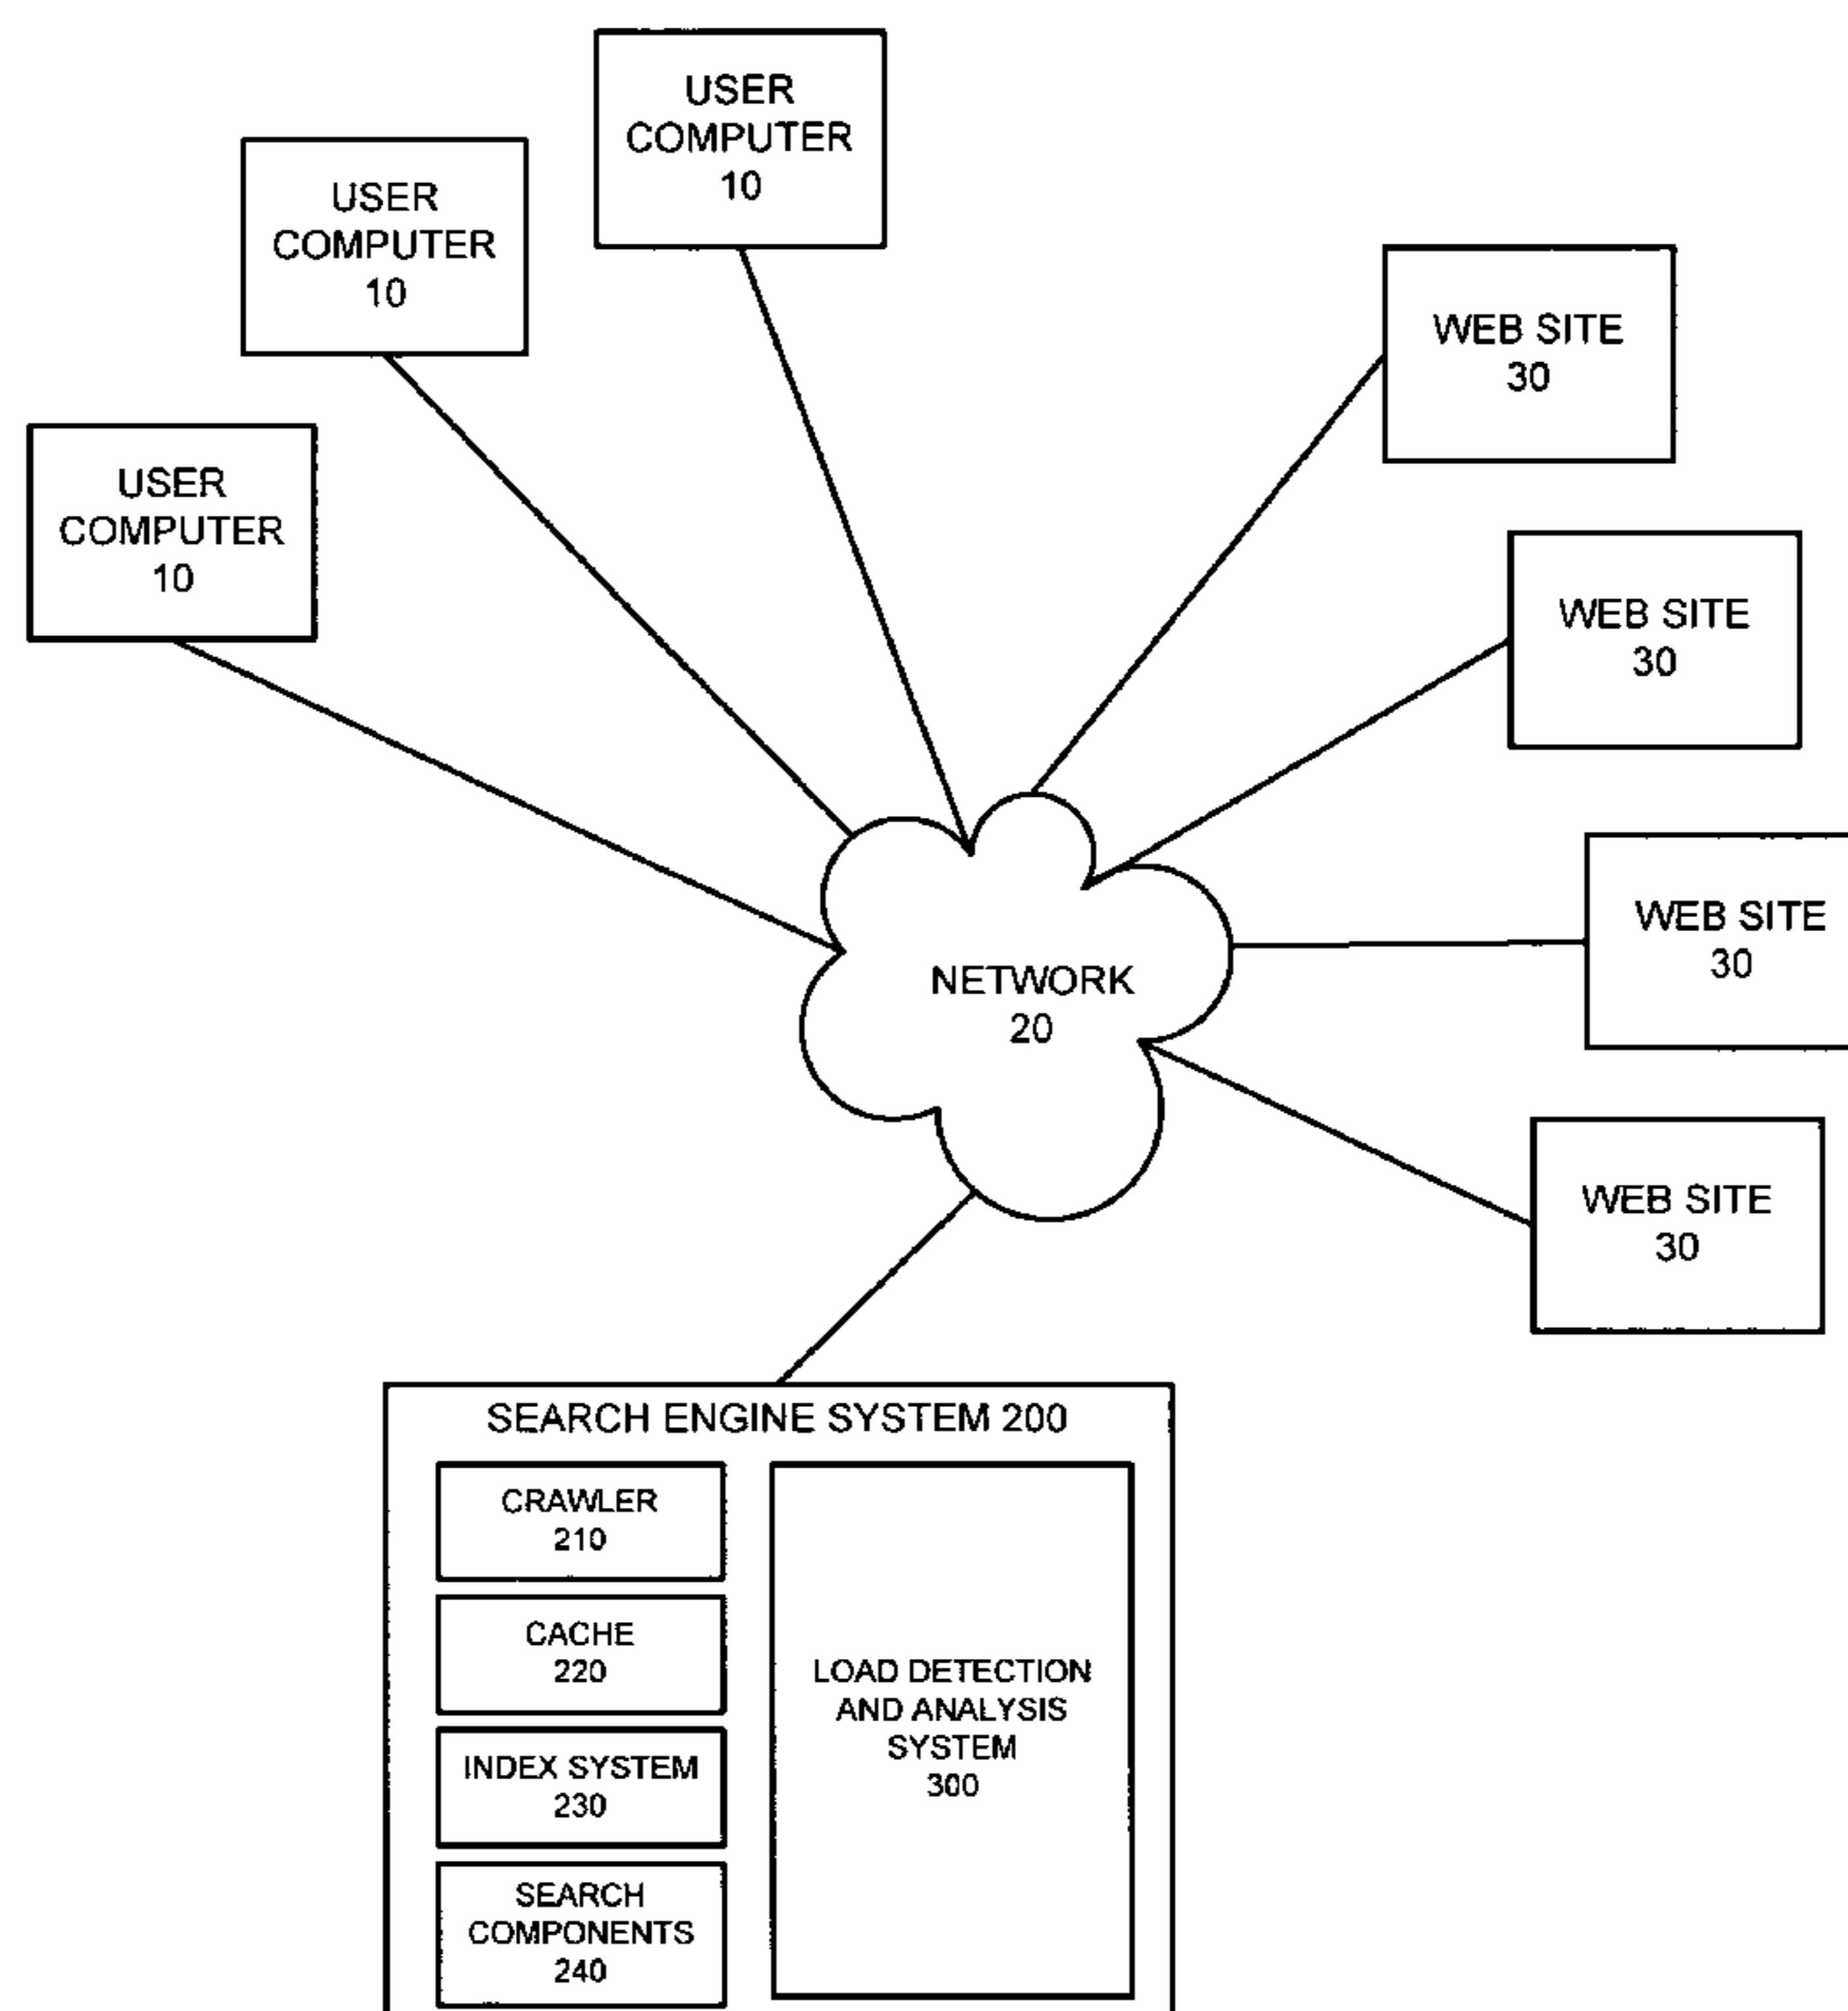 USER
COMPUTER
10
USER
COMPUTER
10
USER
COMPUTER
10
WEB SITE
30
WEB SITE
30
WEB SITE
30
WEB SITE
30
NETWORK
20
SEARCH ENGINE SYSTEM 200
CRAWLER
210
CACHE
220
INDEX SYSTEM
230
SEARCH
COMPONENTS
240
LOAD DETECTION
AND ANALYSIS
SYSTEM
300